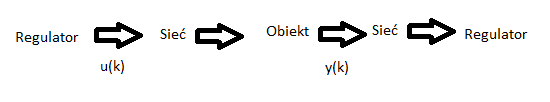 Regulator
Sieć
Obiekt
Sieć
Regulator
u(k)
y(k)